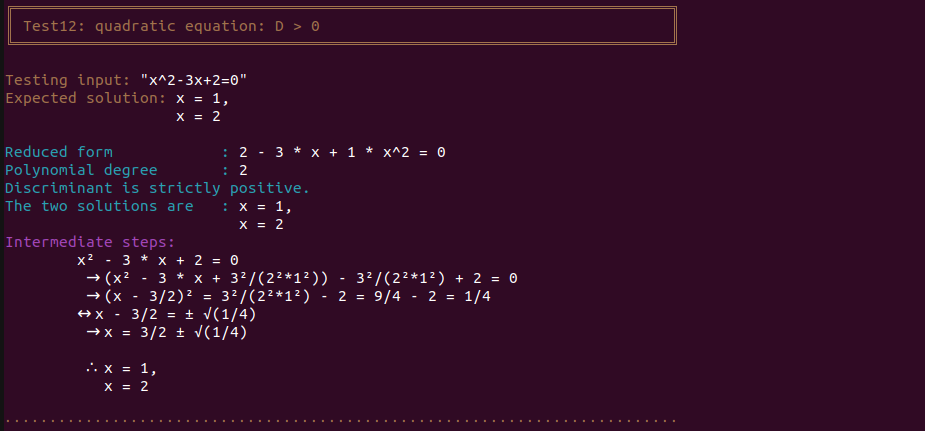 Test12: quadratic equation: D > 0
Testing input: "x^2-3x+2=0"
Expected solution: x = 1,
x = 2
Reduced form : 2 - 3 * x + 1 * x^2 = 0
Polynomial degree : 2
Discriminant is strictly positive.
The two solutions are : x = 1,
x = 2
Intermediate steps:
x² - 3 * x + 2 = 0
→(x² - 3 * x + 3²/(2²*1²)) - 3²/(2²*1²) + 2 = 0
→(x - 3/2)² = 3²/(2²*1²) - 2 = 9/4 - 2 = 1/4
↔x - 3/2 = ± √(1/4)
→x = 3/2 ± √(1/4)
∴ x = 1,
x = 2